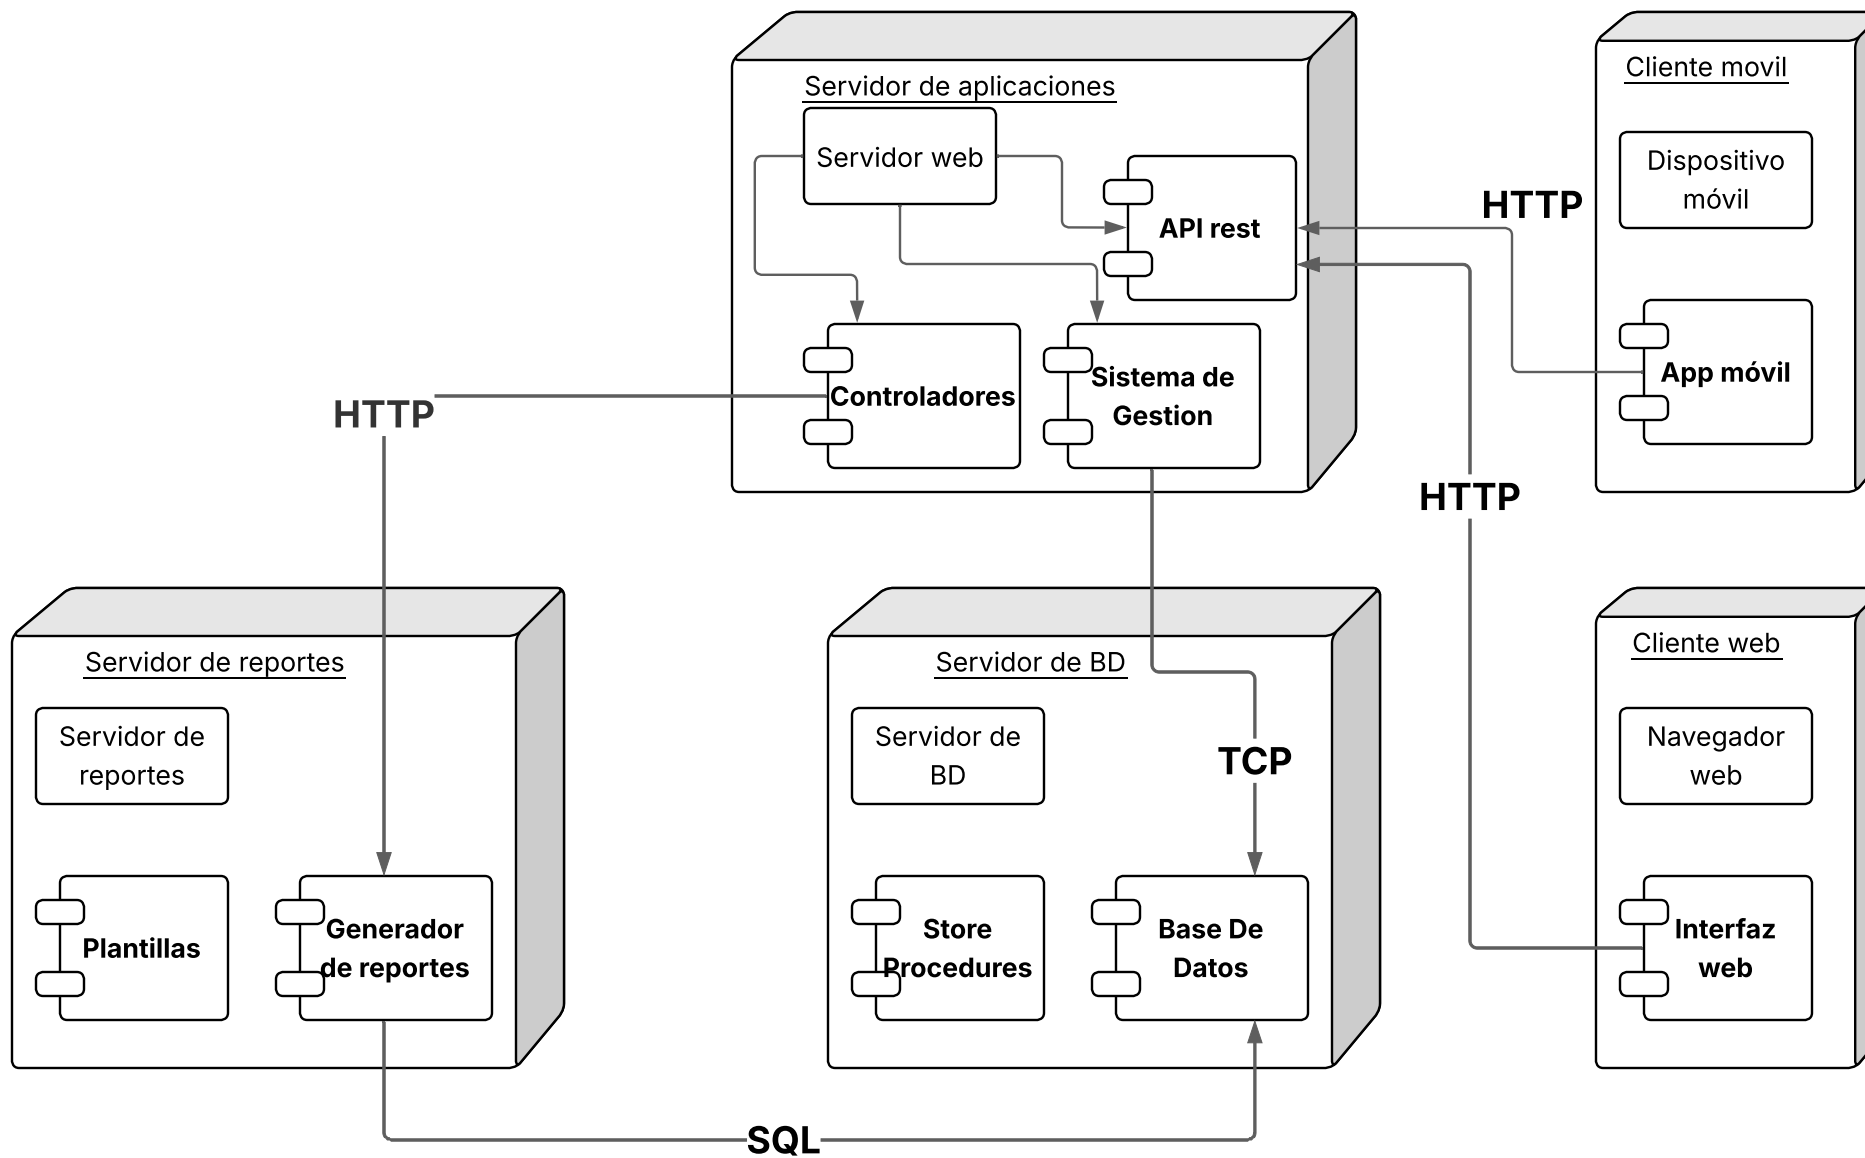 Servidor de aplicaciones
Servidor web
API rest
Controladores
Sistema de
Gestion
Cliente movil
Dispositivo
móvil
App móvil
HTTP
HTTP
HTTP
Servidor de reportes
Servidor de
reportes
Plantillas
Generador
de reportes
Servidor de BD
Servidor de
BD
TCP
Store
Procedures
Base De
Datos
Cliente web
Navegador
web
Interfaz
web
SQL